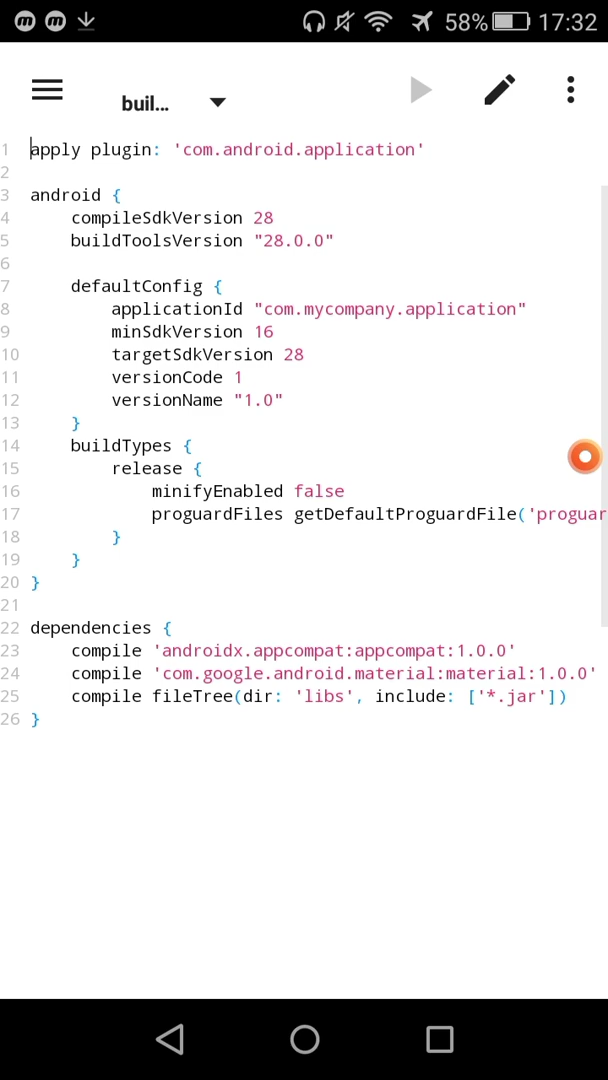 58% 17:32
buil...
1 apply plugin: 'com.android.application'
2
3 android {
4 compileSdkVersion 28
5 buildToolsVersion "28.0.0"
6
7 defaultConfig {
8 applicationId "com.mycompany.application"
9 minSdkVersion 16
10 targetSdkVersion 28
11 versionCode 1
12 versionName "1.0"
13 }
14 buildTypes {
15 release {
16 minifyEnabled false
17 proguardFiles getDefaultProguardFile('proguar
18 }
19 }
20 }
21
22 dependencies {
23 compile 'androidx.appcompat:appcompat:1.0.0'
24 compile 'com.google.android.material:material:1.0.0'
25 compile fileTree(dir: 'libs', include: ['*.jar'])
26 }